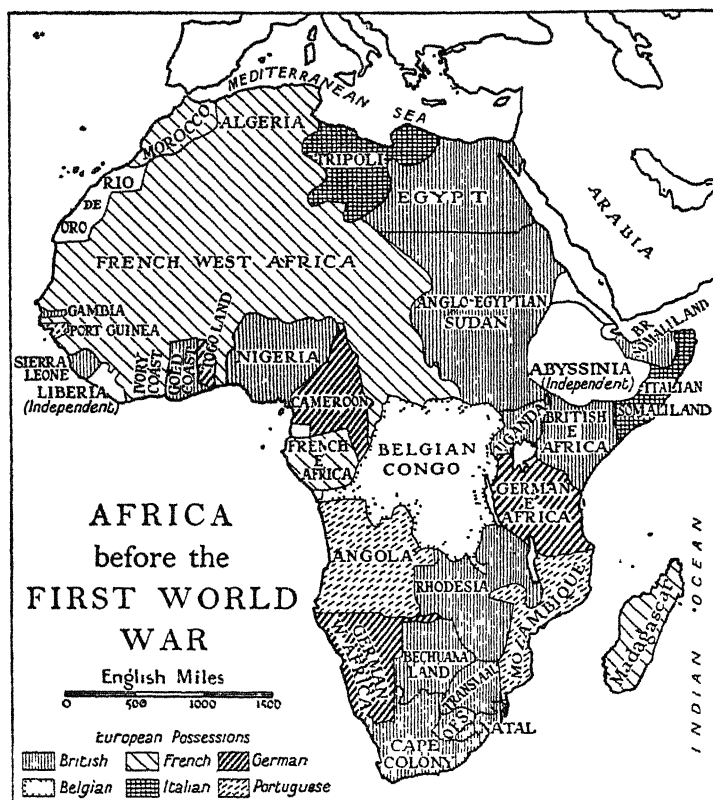 MEDITERRANEAN SEA
MOROCCO
ALGERIA
TRIPOLI
EGYPT
RIO
DE
ORO
ARABIA
FRENCH WEST AFRICA
ANGLO-EGYPTIAN
SUDAN
GAMBIA
PORT GUINEA
SIERRA
LEONE
LIBERIA
(Independent)
IVORY
COAST
GOLD
COAST
TOGOLAND
NIGERIA
CAMEROON
BR
SOMALILAND
ABYSSINIA
(Independent)
ITALIAN
SOMALILAND
UGANDA
BRITISH
E
AFRICA
FRENCH
E
AFRICA
BELGIAN
CONGO
GERMAN
E AFRICA
ANGOLA
RHODESIA
MOZAMBIQUE
Madagascar
INDIAN OCEAN
GERMAN
BECHUANA
LAND
TRANSVAAL
O.F.S.
NATAL
CAPE
COLONY
AFRICA
before the
FIRST WORLD
WAR
English Miles
0 500 1000 1500
European Possessions
British French German
Belgian Italian Portuguese